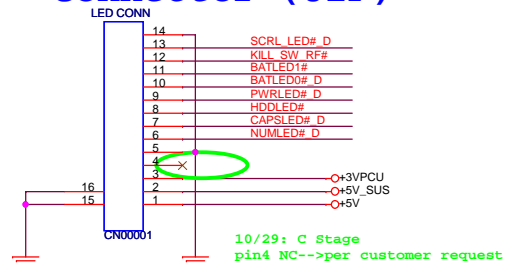 LED CONN
14
13 SCRL_LED#_D
12 KILL_SW_RF#
11 BATLED1#
10 BATLED0#_D
9 PWRLED#_D
8 HDDLED#
7 CAPSLED#_D
6 NUMLED#_D
5
4
3 +3VPCU
16 2 +5V_SUS
15 1 +5V
CN00001
10/29: C Stage
pin4 NC-->per customer request